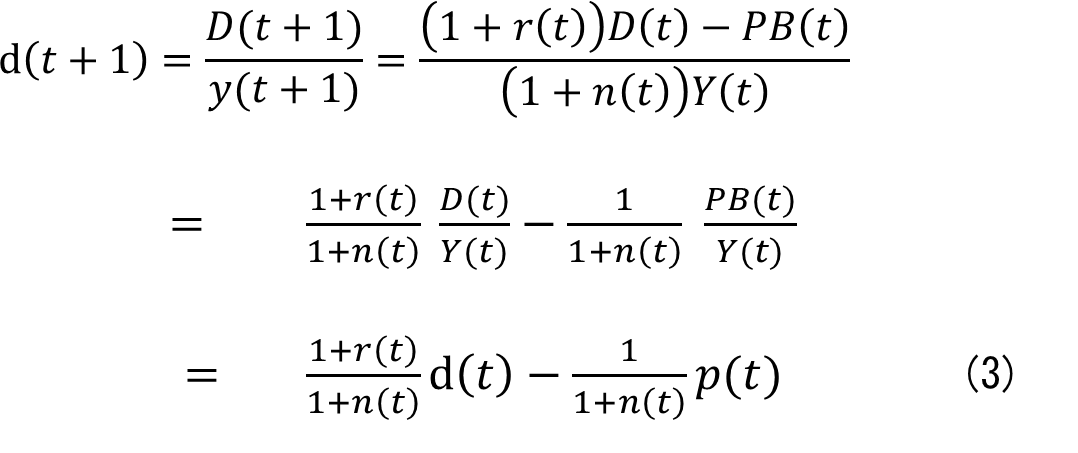 d(t + 1) = D(t + 1)/y(t + 1) = ((1 + r(t))D(t) − PB(t))/((1 + n(t))Y(t))
= (1+r(t))/(1+n(t)) D(t)/Y(t) − 1/(1+n(t)) PB(t)/Y(t)
= (1+r(t))/(1+n(t)) d(t) − 1/(1+n(t)) p(t) (3)